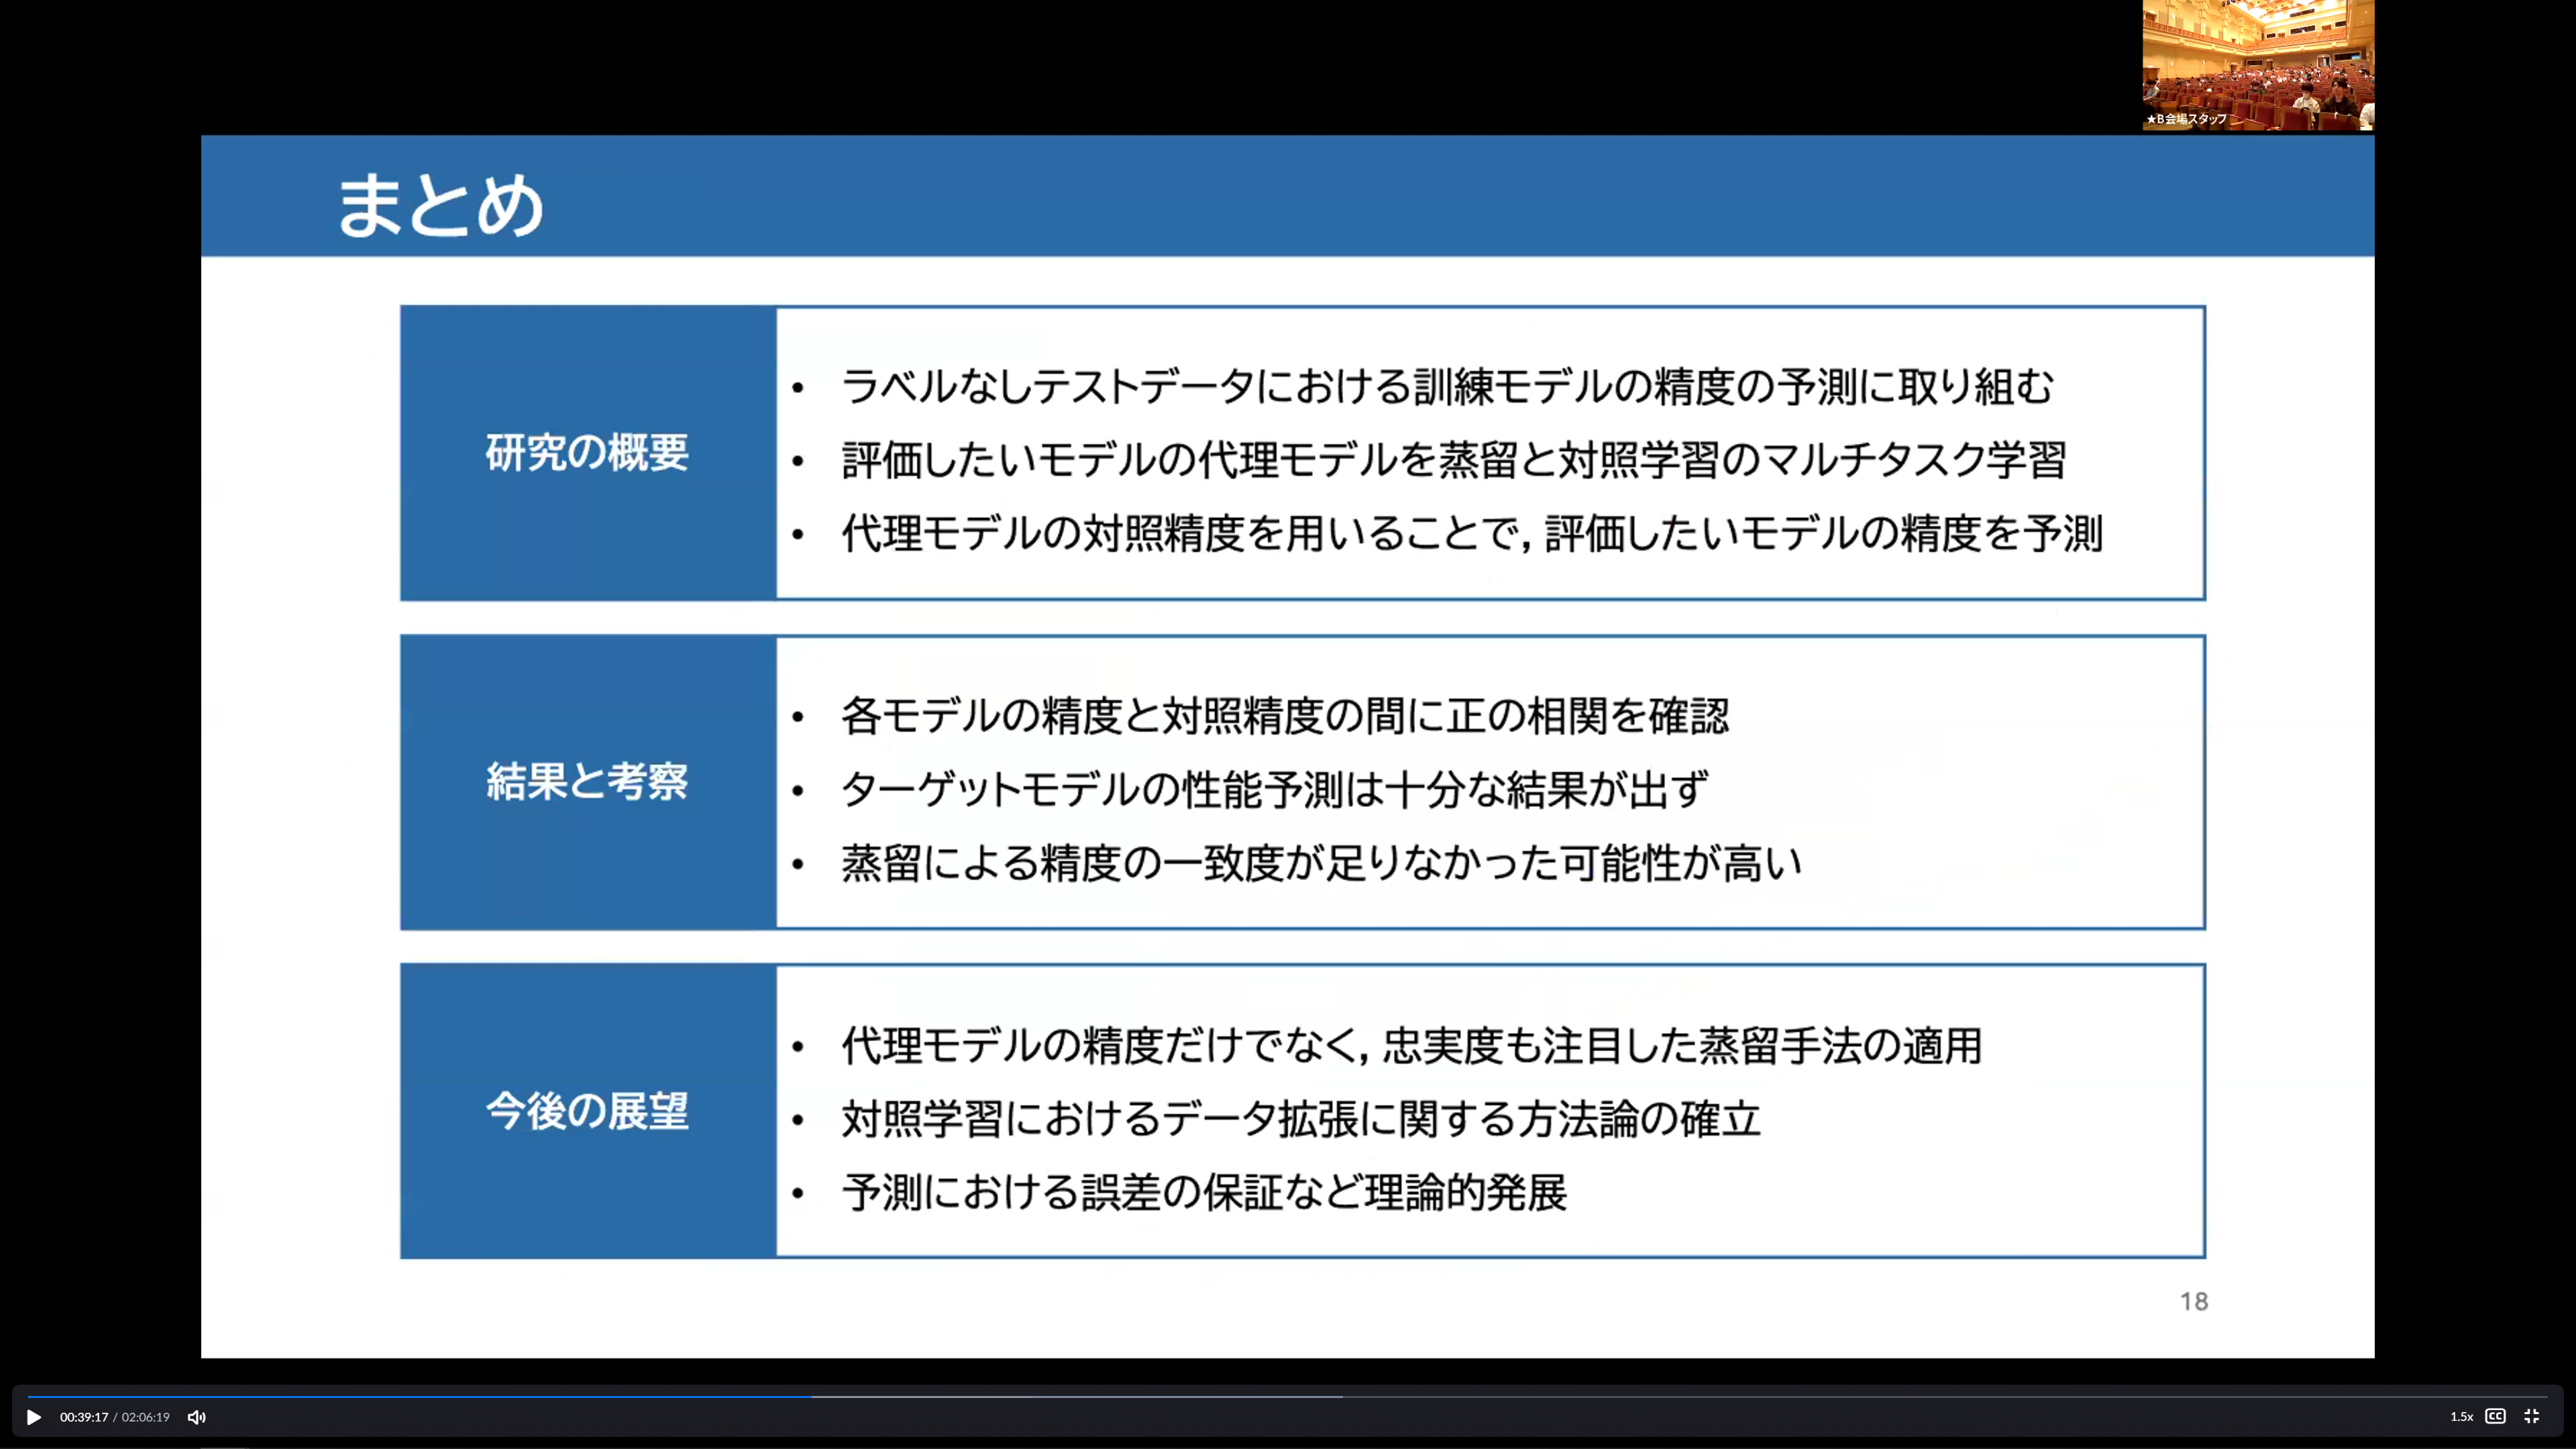 ★B会場スタッフ
まとめ
研究の概要
• ラベルなしテストデータにおける訓練モデルの精度の予測に取り組む
• 評価したいモデルの代理モデルを蒸留と対照学習のマルチタスク学習
• 代理モデルの対照精度を用いることで, 評価したいモデルの精度を予測
結果と考察
• 各モデルの精度と対照精度の間に正の相関を確認
• ターゲットモデルの性能予測は十分な結果が出ず
• 蒸留による精度の一致度が足りなかった可能性が高い
今後の展望
• 代理モデルの精度だけでなく, 忠実度も注目した蒸留手法の適用
• 対照学習におけるデータ拡張に関する方法論の確立
• 予測における誤差の保証など理論的発展
18
00:39:17 / 02:06:19
1.5x
CC